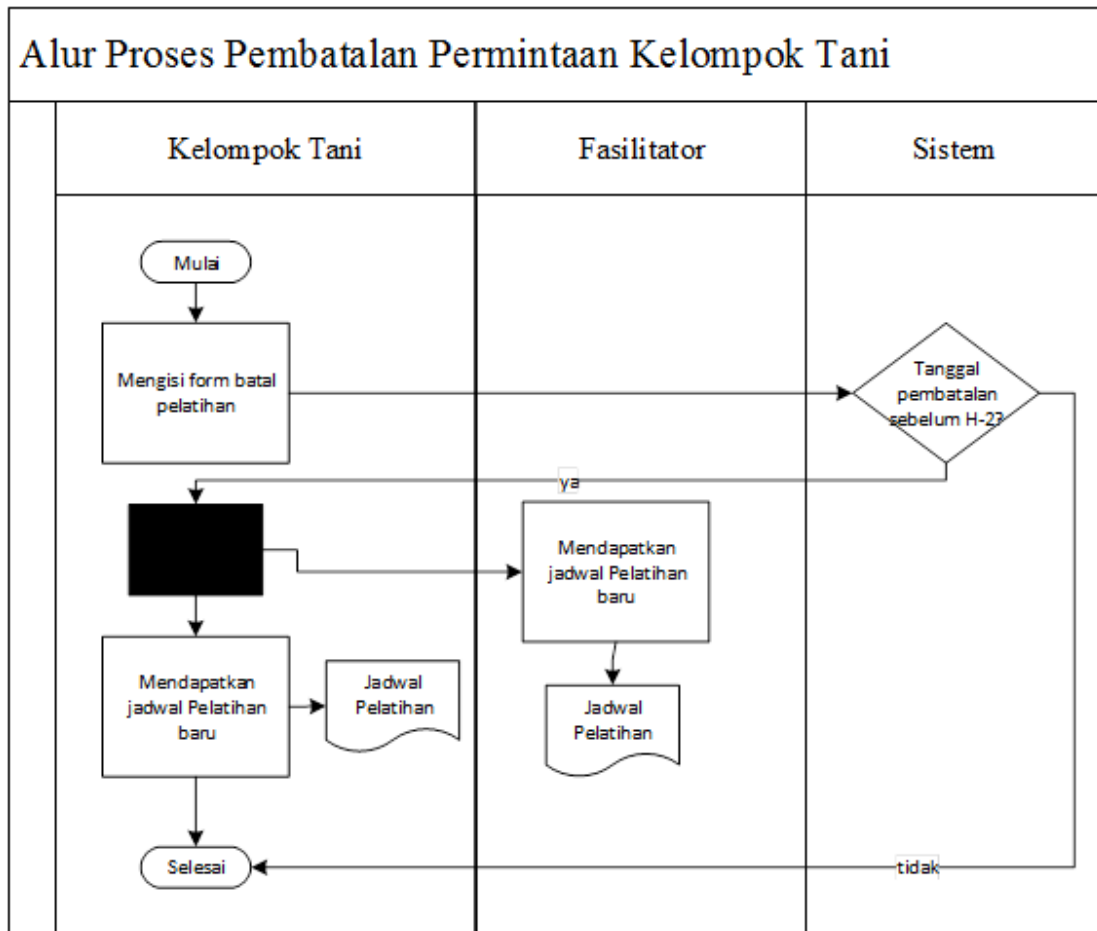 Alur Proses Pembatalan Permintaan Kelompok Tani
Kelompok Tani
Fasilitator
Sistem
Mulai
Mengisi form batal
pelatihan
Tanggal
pembatalan
sebelum H-2?
ya
Mendapatkan
jadwal Pelatihan
baru
Mendapatkan
jadwal Pelatihan
baru
Jadwal
Pelatihan
Jadwal
Pelatihan
Selesai
tidak